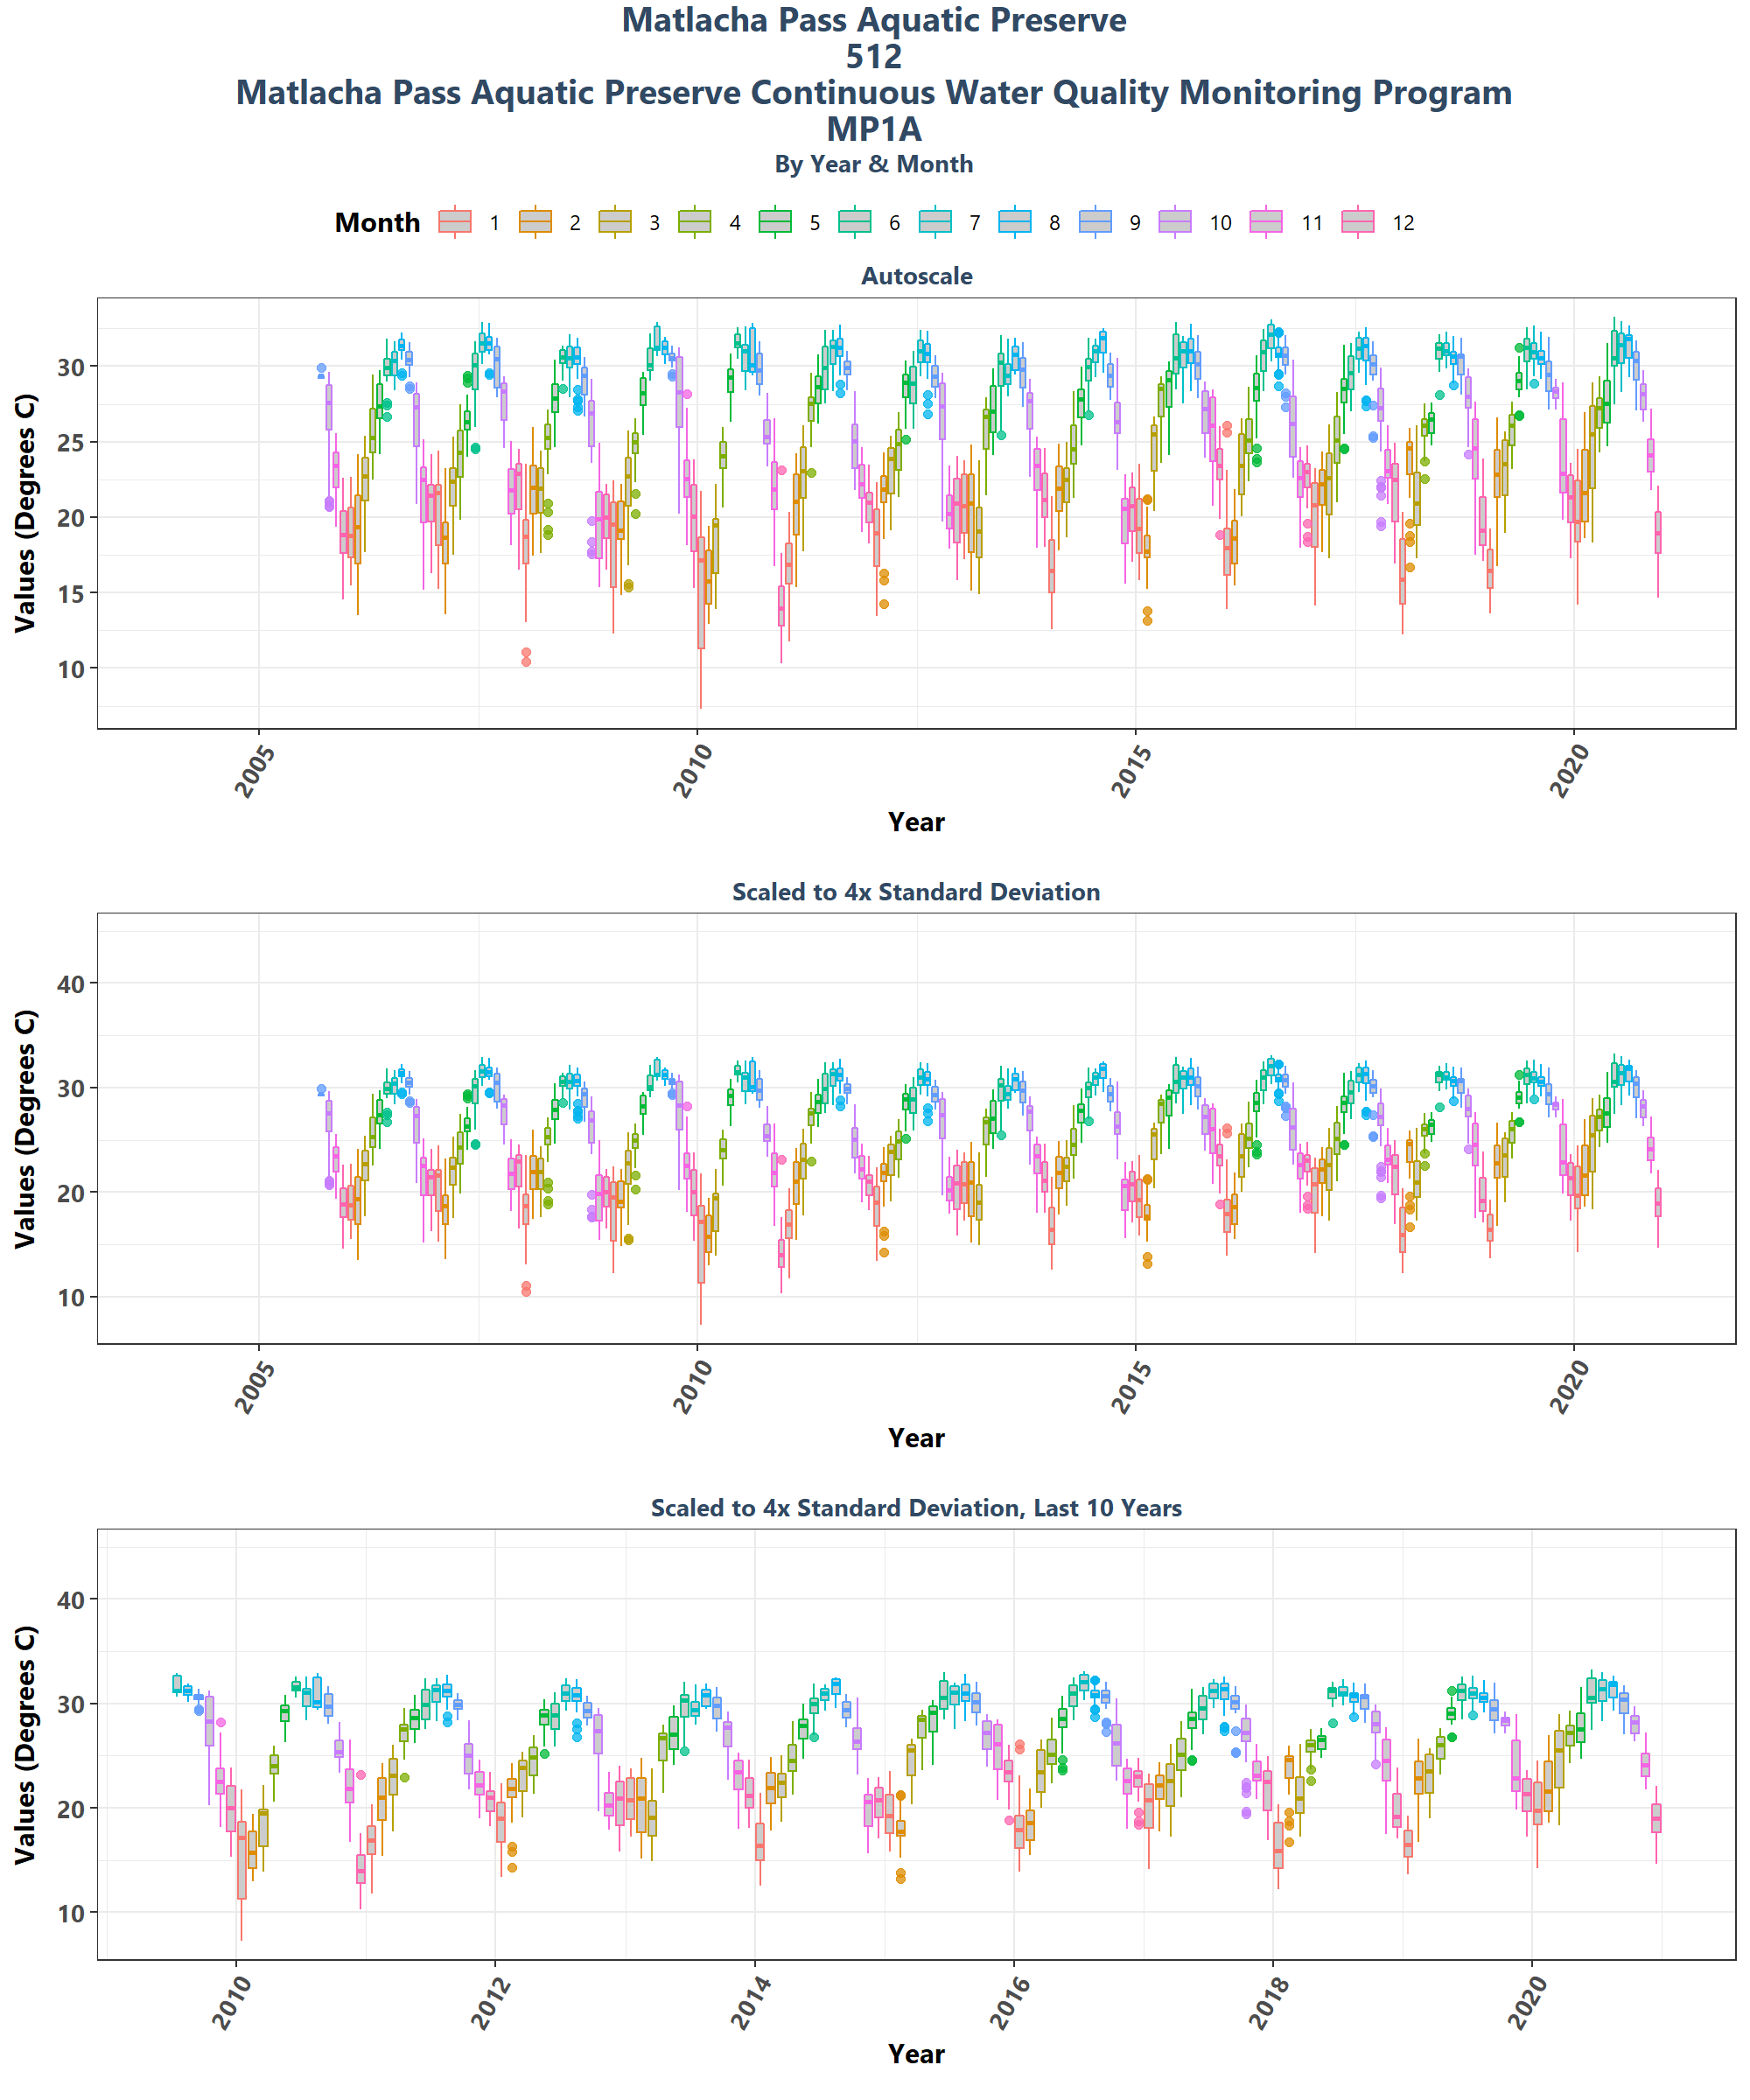 Matlacha Pass Aquatic Preserve
512
Matlacha Pass Aquatic Preserve Continuous Water Quality Monitoring Program
MP1A
By Year & Month
Month 1 2 3 4 5 6 7 8 9 10 11 12
Autoscale
Values (Degrees C)
30
25
20
15
10
2005 2010 2015 2020
Year
Scaled to 4x Standard Deviation
Values (Degrees C)
40
30
20
10
2005 2010 2015 2020
Year
Scaled to 4x Standard Deviation, Last 10 Years
Values (Degrees C)
40
30
20
10
2010 2012 2014 2016 2018 2020
Year